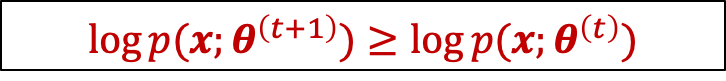 log p(x; θ^(t+1)) ≥ log p(x; θ^(t))